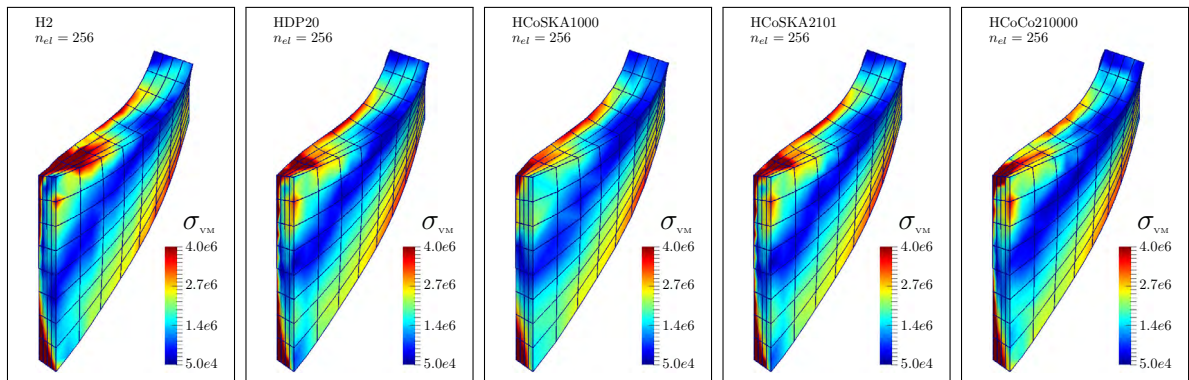 H2
n_el = 256
σ_VM
4.0e6
2.7e6
1.4e6
5.0e4
HDP20
n_el = 256
σ_VM
4.0e6
2.7e6
1.4e6
5.0e4
HCoSKA1000
n_el = 256
σ_VM
4.0e6
2.7e6
1.4e6
5.0e4
HCoSKA2101
n_el = 256
σ_VM
4.0e6
2.7e6
1.4e6
5.0e4
HCoCo210000
n_el = 256
σ_VM
4.0e6
2.7e6
1.4e6
5.0e4